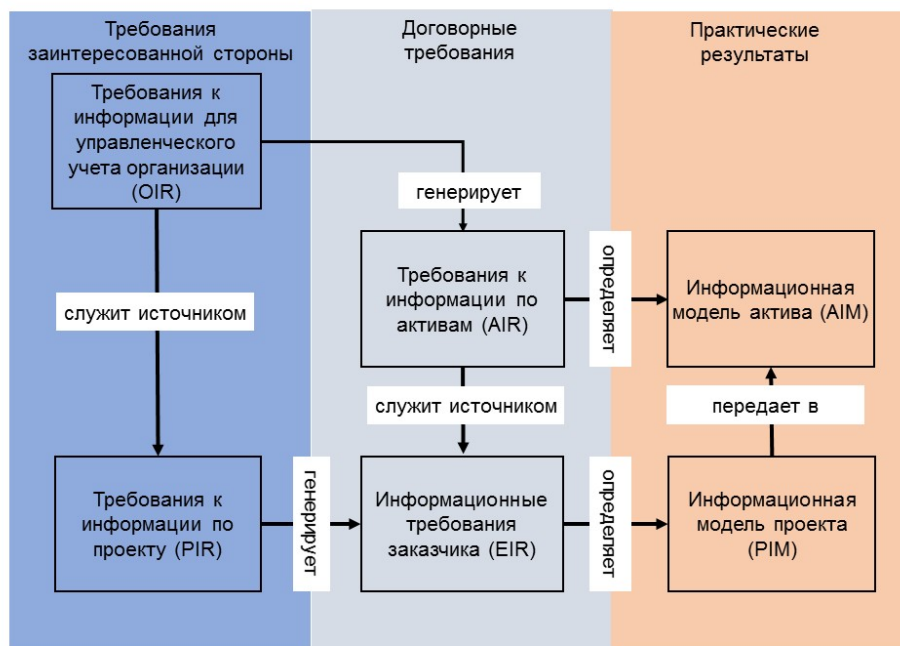 Требования
заинтересованной стороны
Договорные
требования
Практические
результаты
Требования к
информации для
управленческого
учета организации
(OIR)
генерирует
Требования к
информации по
активам (AIR)
определяет
Информационная
модель актива (AIM)
служит источником
служит источником
передает в
Требования к
информации по
проекту (PIR)
генерирует
Информационные
требования
заказчика (EIR)
определяет
Информационная
модель проекта
(PIM)